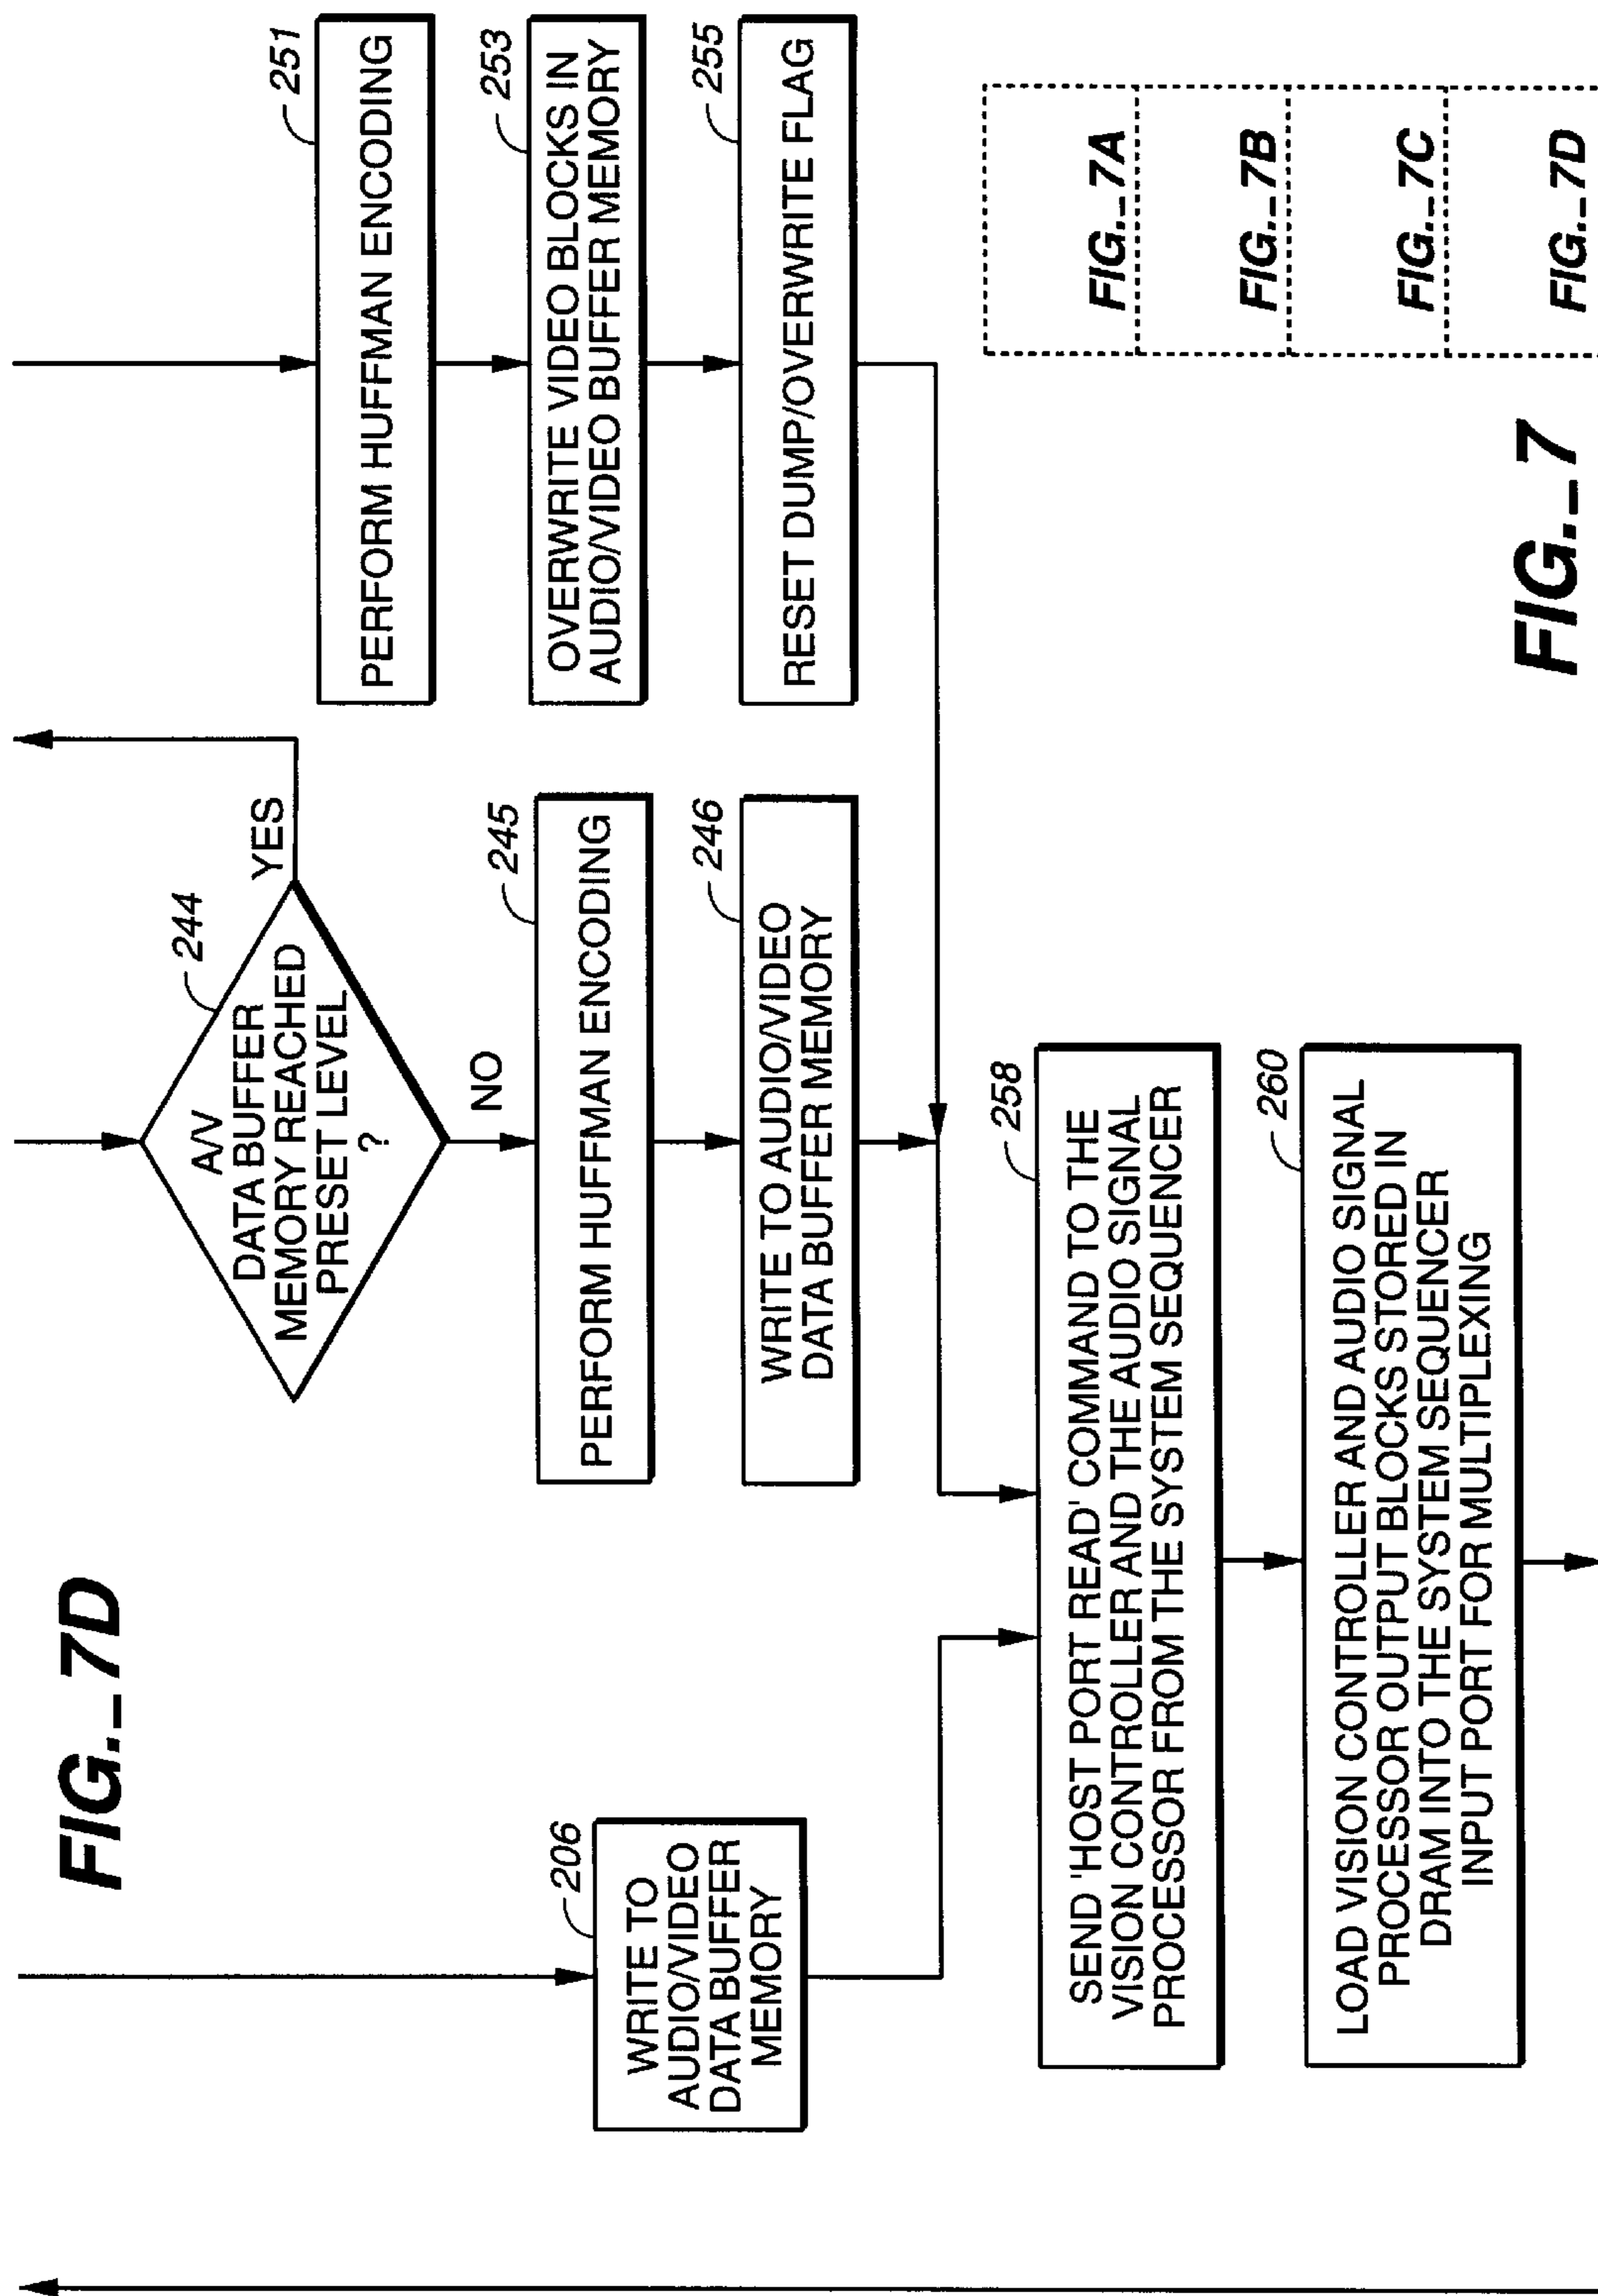 FIG._7D
206
WRITE TO
AUDIO/VIDEO
DATA BUFFER
MEMORY
244
A/V
DATA BUFFER
MEMORY REACHED
PRESET LEVEL
?
YES
NO
245
PERFORM HUFFMAN ENCODING
246
WRITE TO AUDIO/VIDEO
DATA BUFFER MEMORY
251
PERFORM HUFFMAN ENCODING
253
OVERWRITE VIDEO BLOCKS IN
AUDIO/VIDEO BUFFER MEMORY
255
RESET DUMP/OVERWRITE FLAG
258
SEND 'HOST PORT READ' COMMAND TO THE
VISION CONTROLLER AND THE AUDIO SIGNAL
PROCESSOR FROM THE SYSTEM SEQUENCER
260
LOAD VISION CONTROLLER AND AUDIO SIGNAL
PROCESSOR OUTPUT BLOCKS STORED IN
DRAM INTO THE SYSTEM SEQUENCER
INPUT PORT FOR MULTIPLEXING
FIG._7A
FIG._7B
FIG._7C
FIG._7D
FIG._7